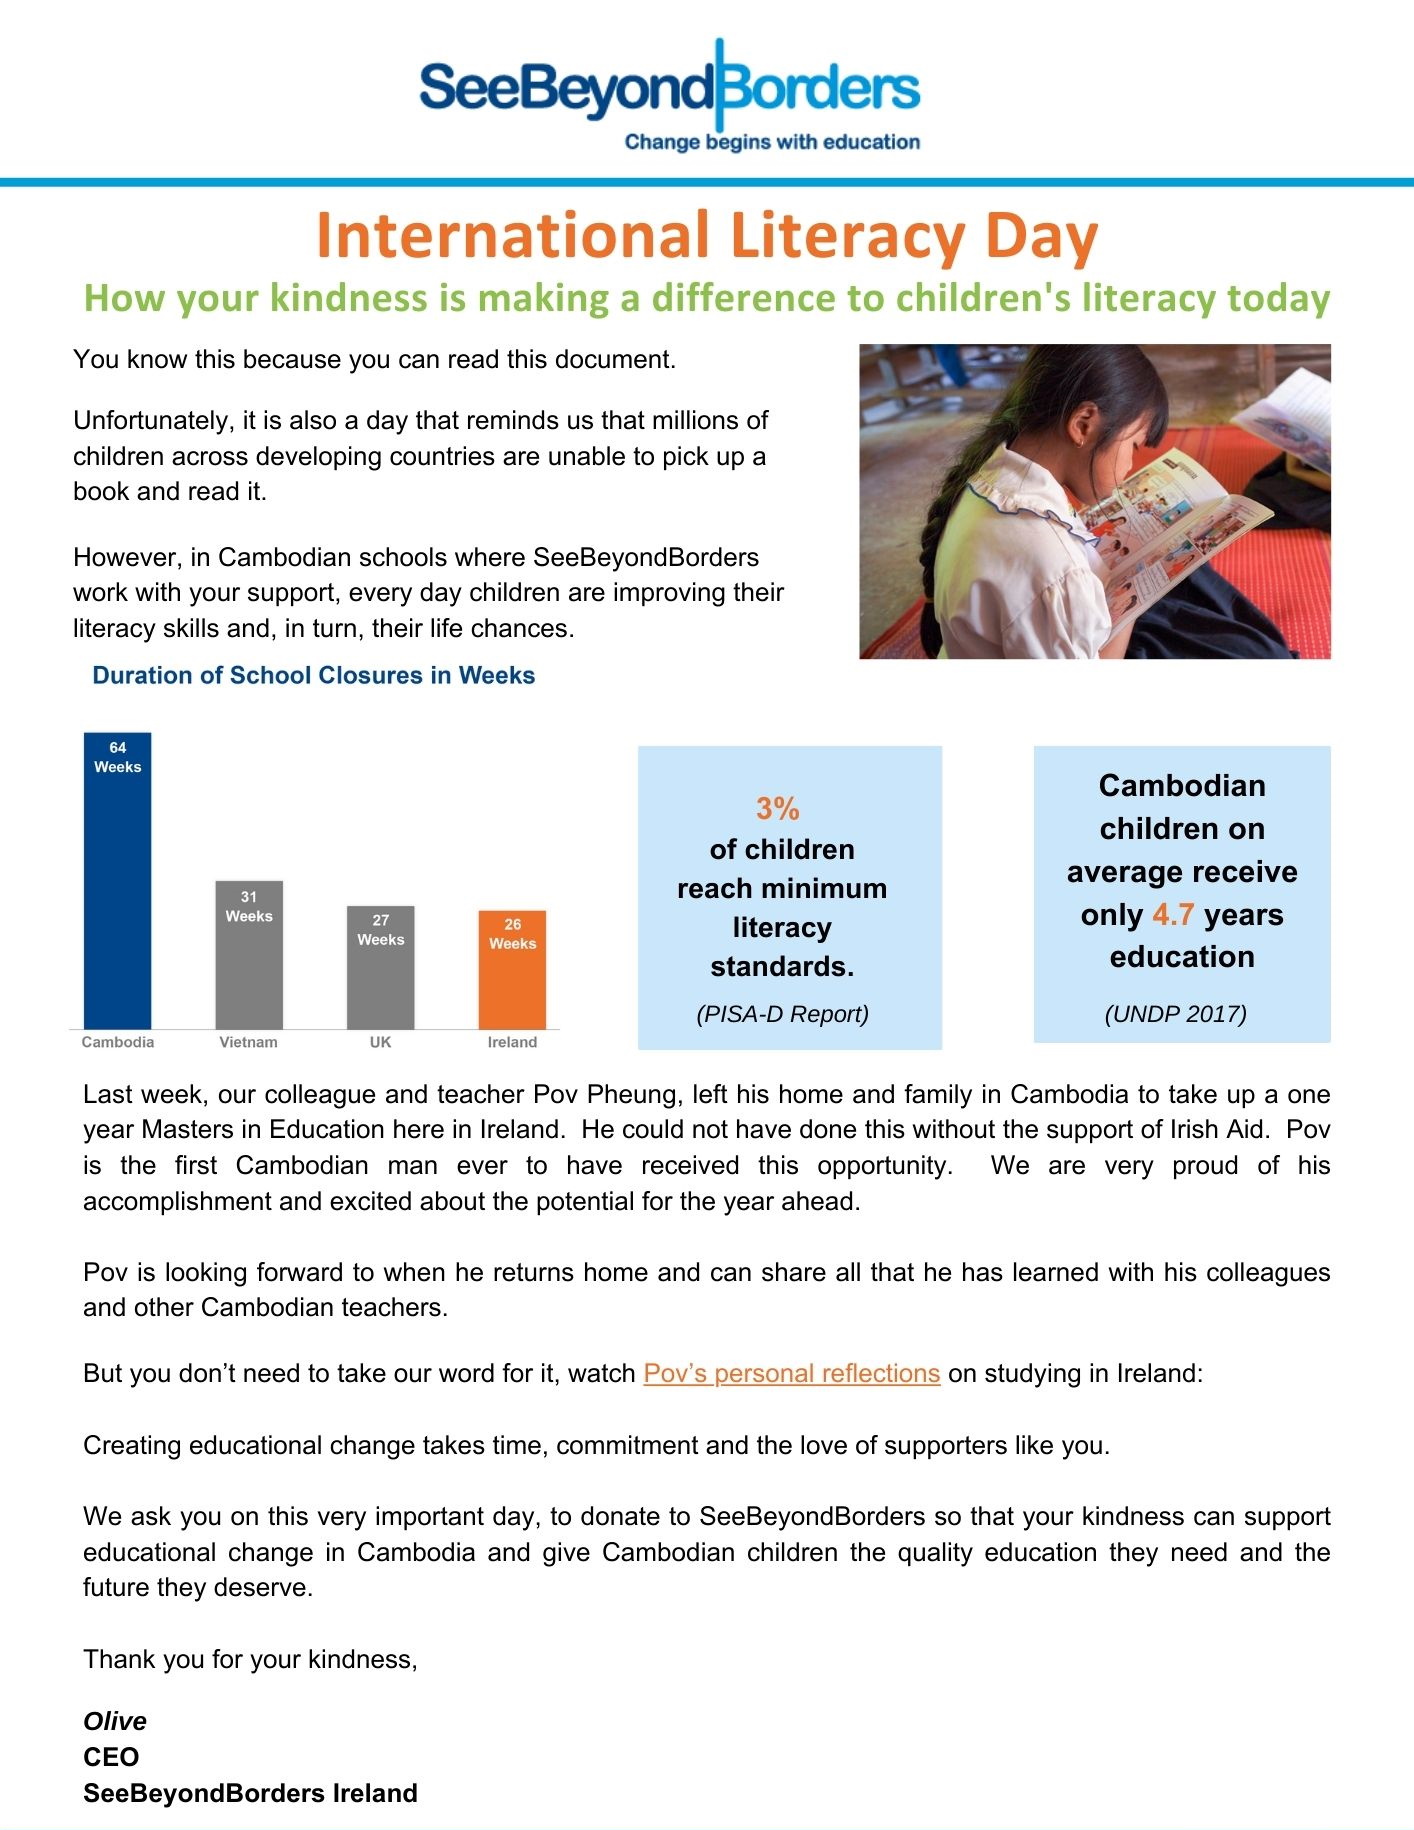 SeeBeyondBorders
Change begins with education
International Literacy Day
How your kindness is making a difference to children's literacy today
You know this because you can read this document.
Unfortunately, it is also a day that reminds us that millions of
children across developing countries are unable to pick up a
book and read it.
However, in Cambodian schools where SeeBeyondBorders
work with your support, every day children are improving their
literacy skills and, in turn, their life chances.
Duration of School Closures in Weeks
64
Weeks
31
Weeks
27
Weeks
26
Weeks
Cambodia
Vietnam
UK
Ireland
3%
of children
reach minimum
literacy
standards.
(PISA-D Report)
Cambodian
children on
average receive
only 4.7 years
education
(UNDP 2017)
Last week, our colleague and teacher Pov Pheung, left his home and family in Cambodia to take up a one
year Masters in Education here in Ireland. He could not have done this without the support of Irish Aid. Pov
is the first Cambodian man ever to have received this opportunity. We are very proud of his
accomplishment and excited about the potential for the year ahead.
Pov is looking forward to when he returns home and can share all that he has learned with his colleagues
and other Cambodian teachers.
But you don’t need to take our word for it, watch Pov’s personal reflections on studying in Ireland:
Creating educational change takes time, commitment and the love of supporters like you.
We ask you on this very important day, to donate to SeeBeyondBorders so that your kindness can support
educational change in Cambodia and give Cambodian children the quality education they need and the
future they deserve.
Thank you for your kindness,
Olive
CEO
SeeBeyondBorders Ireland